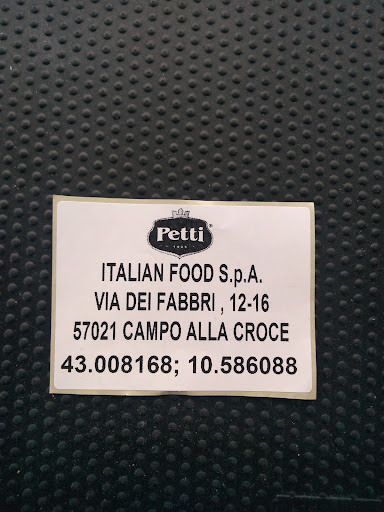 Petti
ITALIAN FOOD S.p.A.
VIA DEI FABBRI , 12-16
57021 CAMPO ALLA CROCE
43.008168; 10.586088